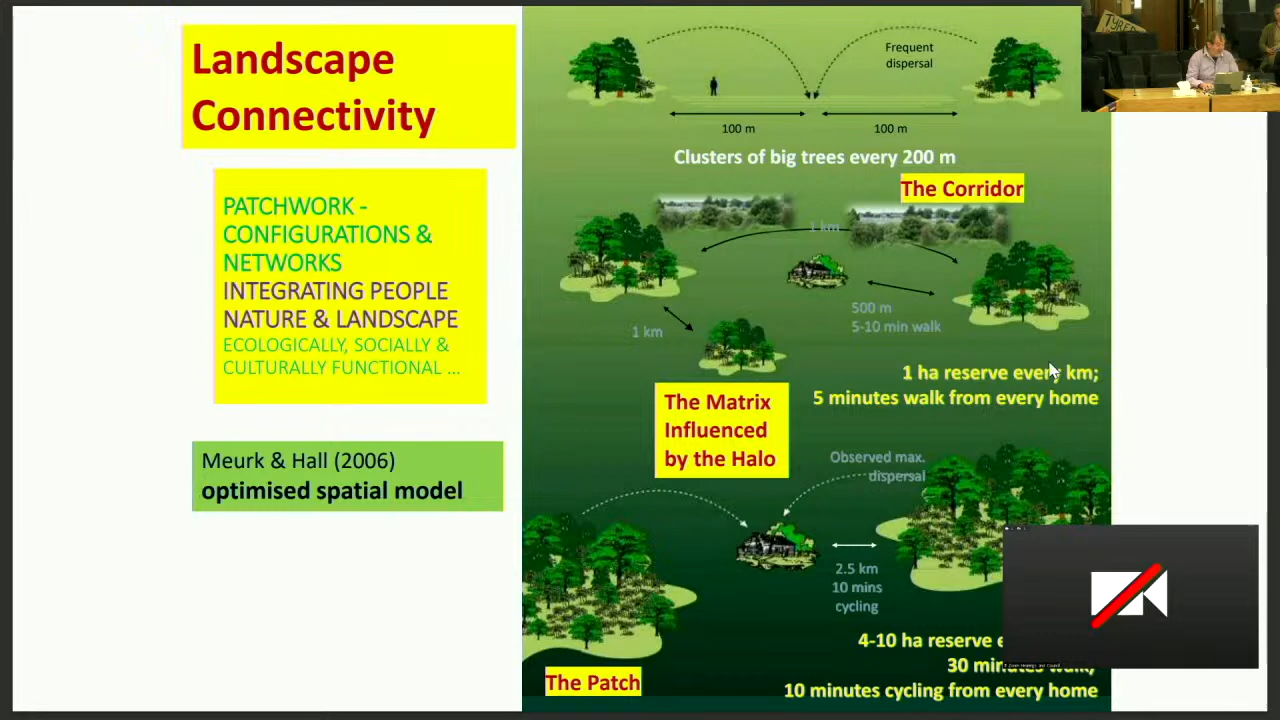 Landscape
Connectivity
PATCHWORK -
CONFIGURATIONS &
NETWORKS
INTEGRATING PEOPLE
NATURE & LANDSCAPE
ECOLOGICALLY, SOCIALLY &
CULTURALLY FUNCTIONAL ...
Meurk & Hall (2006)
optimised spatial model
Frequent
dispersal
100 m
100 m
Clusters of big trees every 200 m
The Corridor
1 km
500 m
5-10 min walk
1 km
1 ha reserve every km;
5 minutes walk from every home
The Matrix
Influenced
by the Halo
Observed max.
dispersal
2.5 km
10 mins
cycling
4-10 ha reserve
30
10 minutes cycling from every home
The Patch